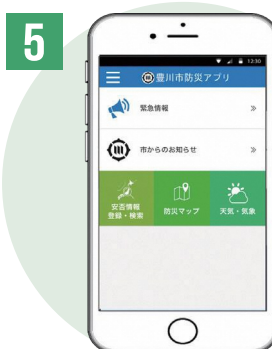 5
12:30
豊川市防災アプリ
緊急情報
市からのお知らせ
安否情報
登録・検索
防災マップ
天気・気象